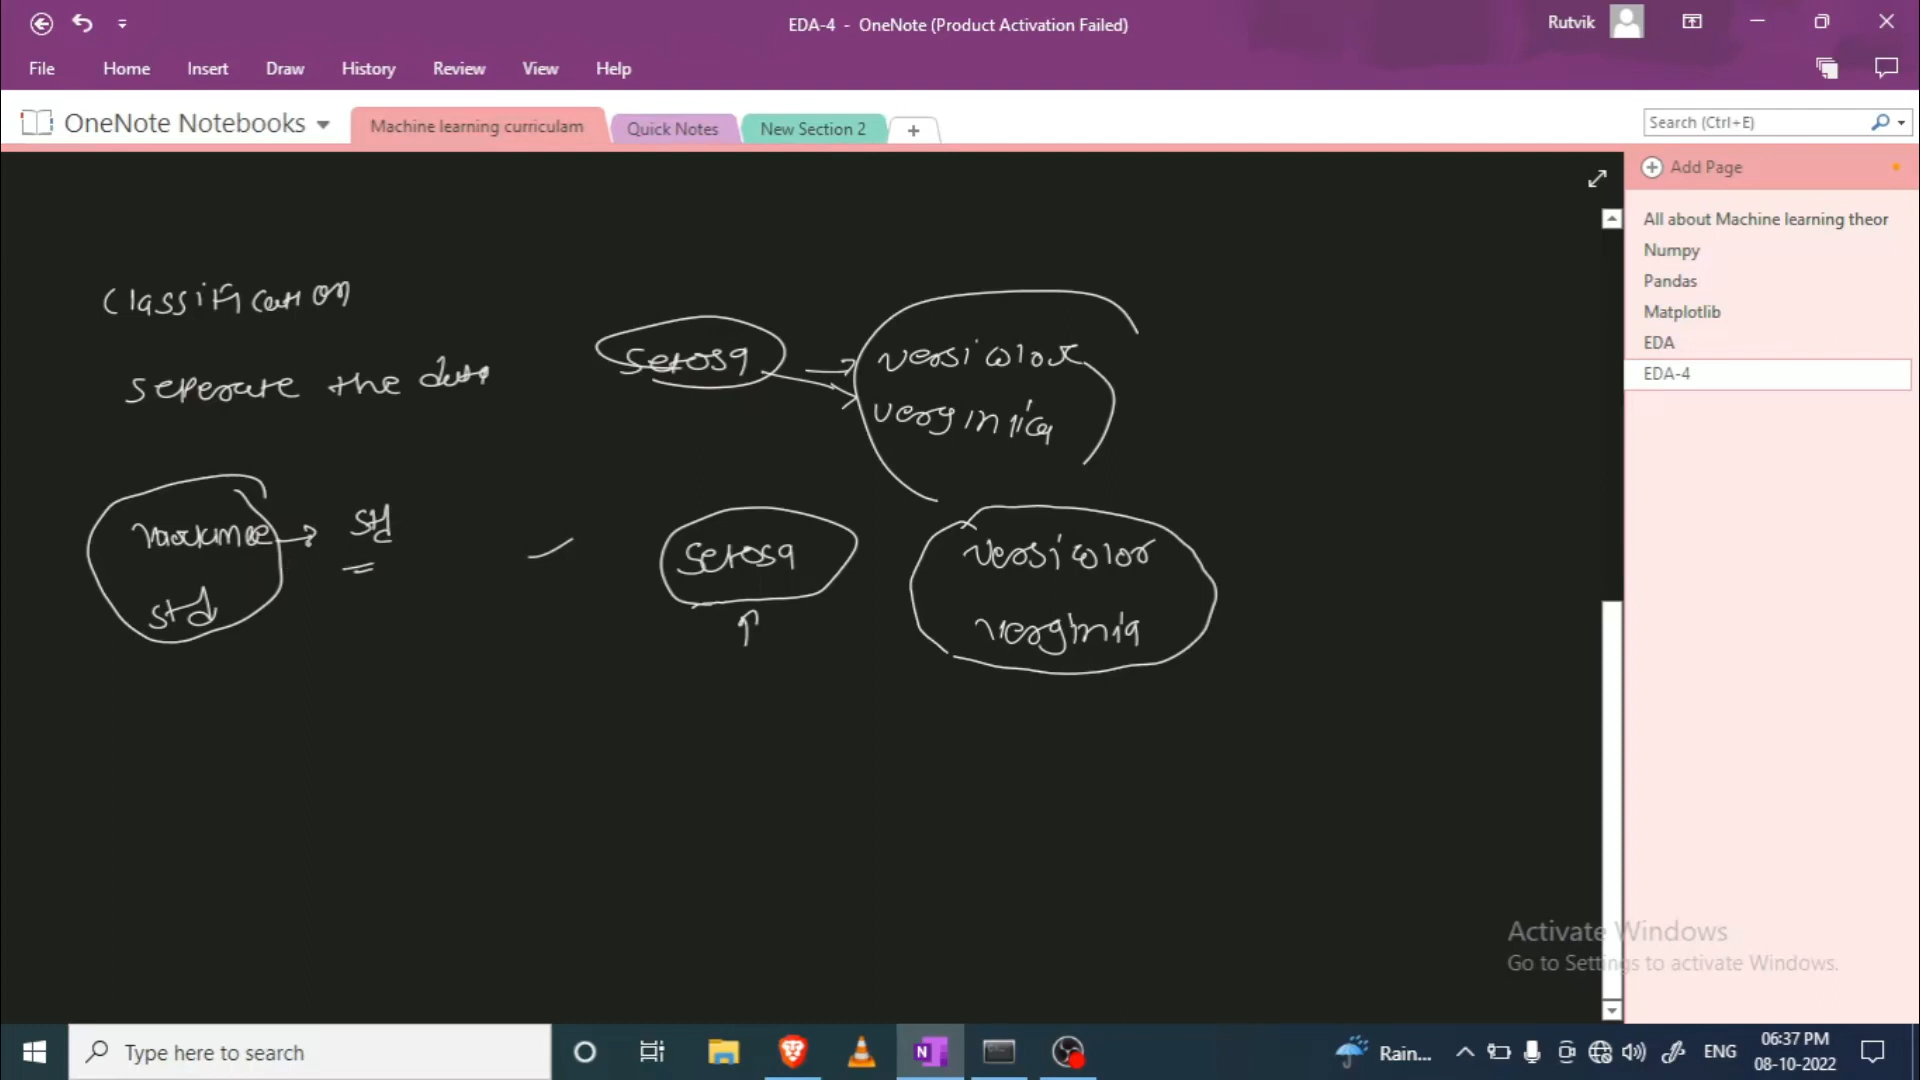 EDA-4 - OneNote (Product Activation Failed)
Rutvik
File Home Insert Draw History Review View Help
OneNote Notebooks
Machine learning curriculam
Quick Notes
New Section 2
Search (Ctrl+E)
Add Page
All about Machine learning theor
Numpy
Pandas
Matplotlib
EDA
EDA-4
classification
seperate the data
setosa
versicolor
verginica
std
std
setosa
versicolor
verginia
Activate Windows
Go to Settings to activate Windows.
Type here to search
Rain...
ENG
06:37 PM
08-10-2022